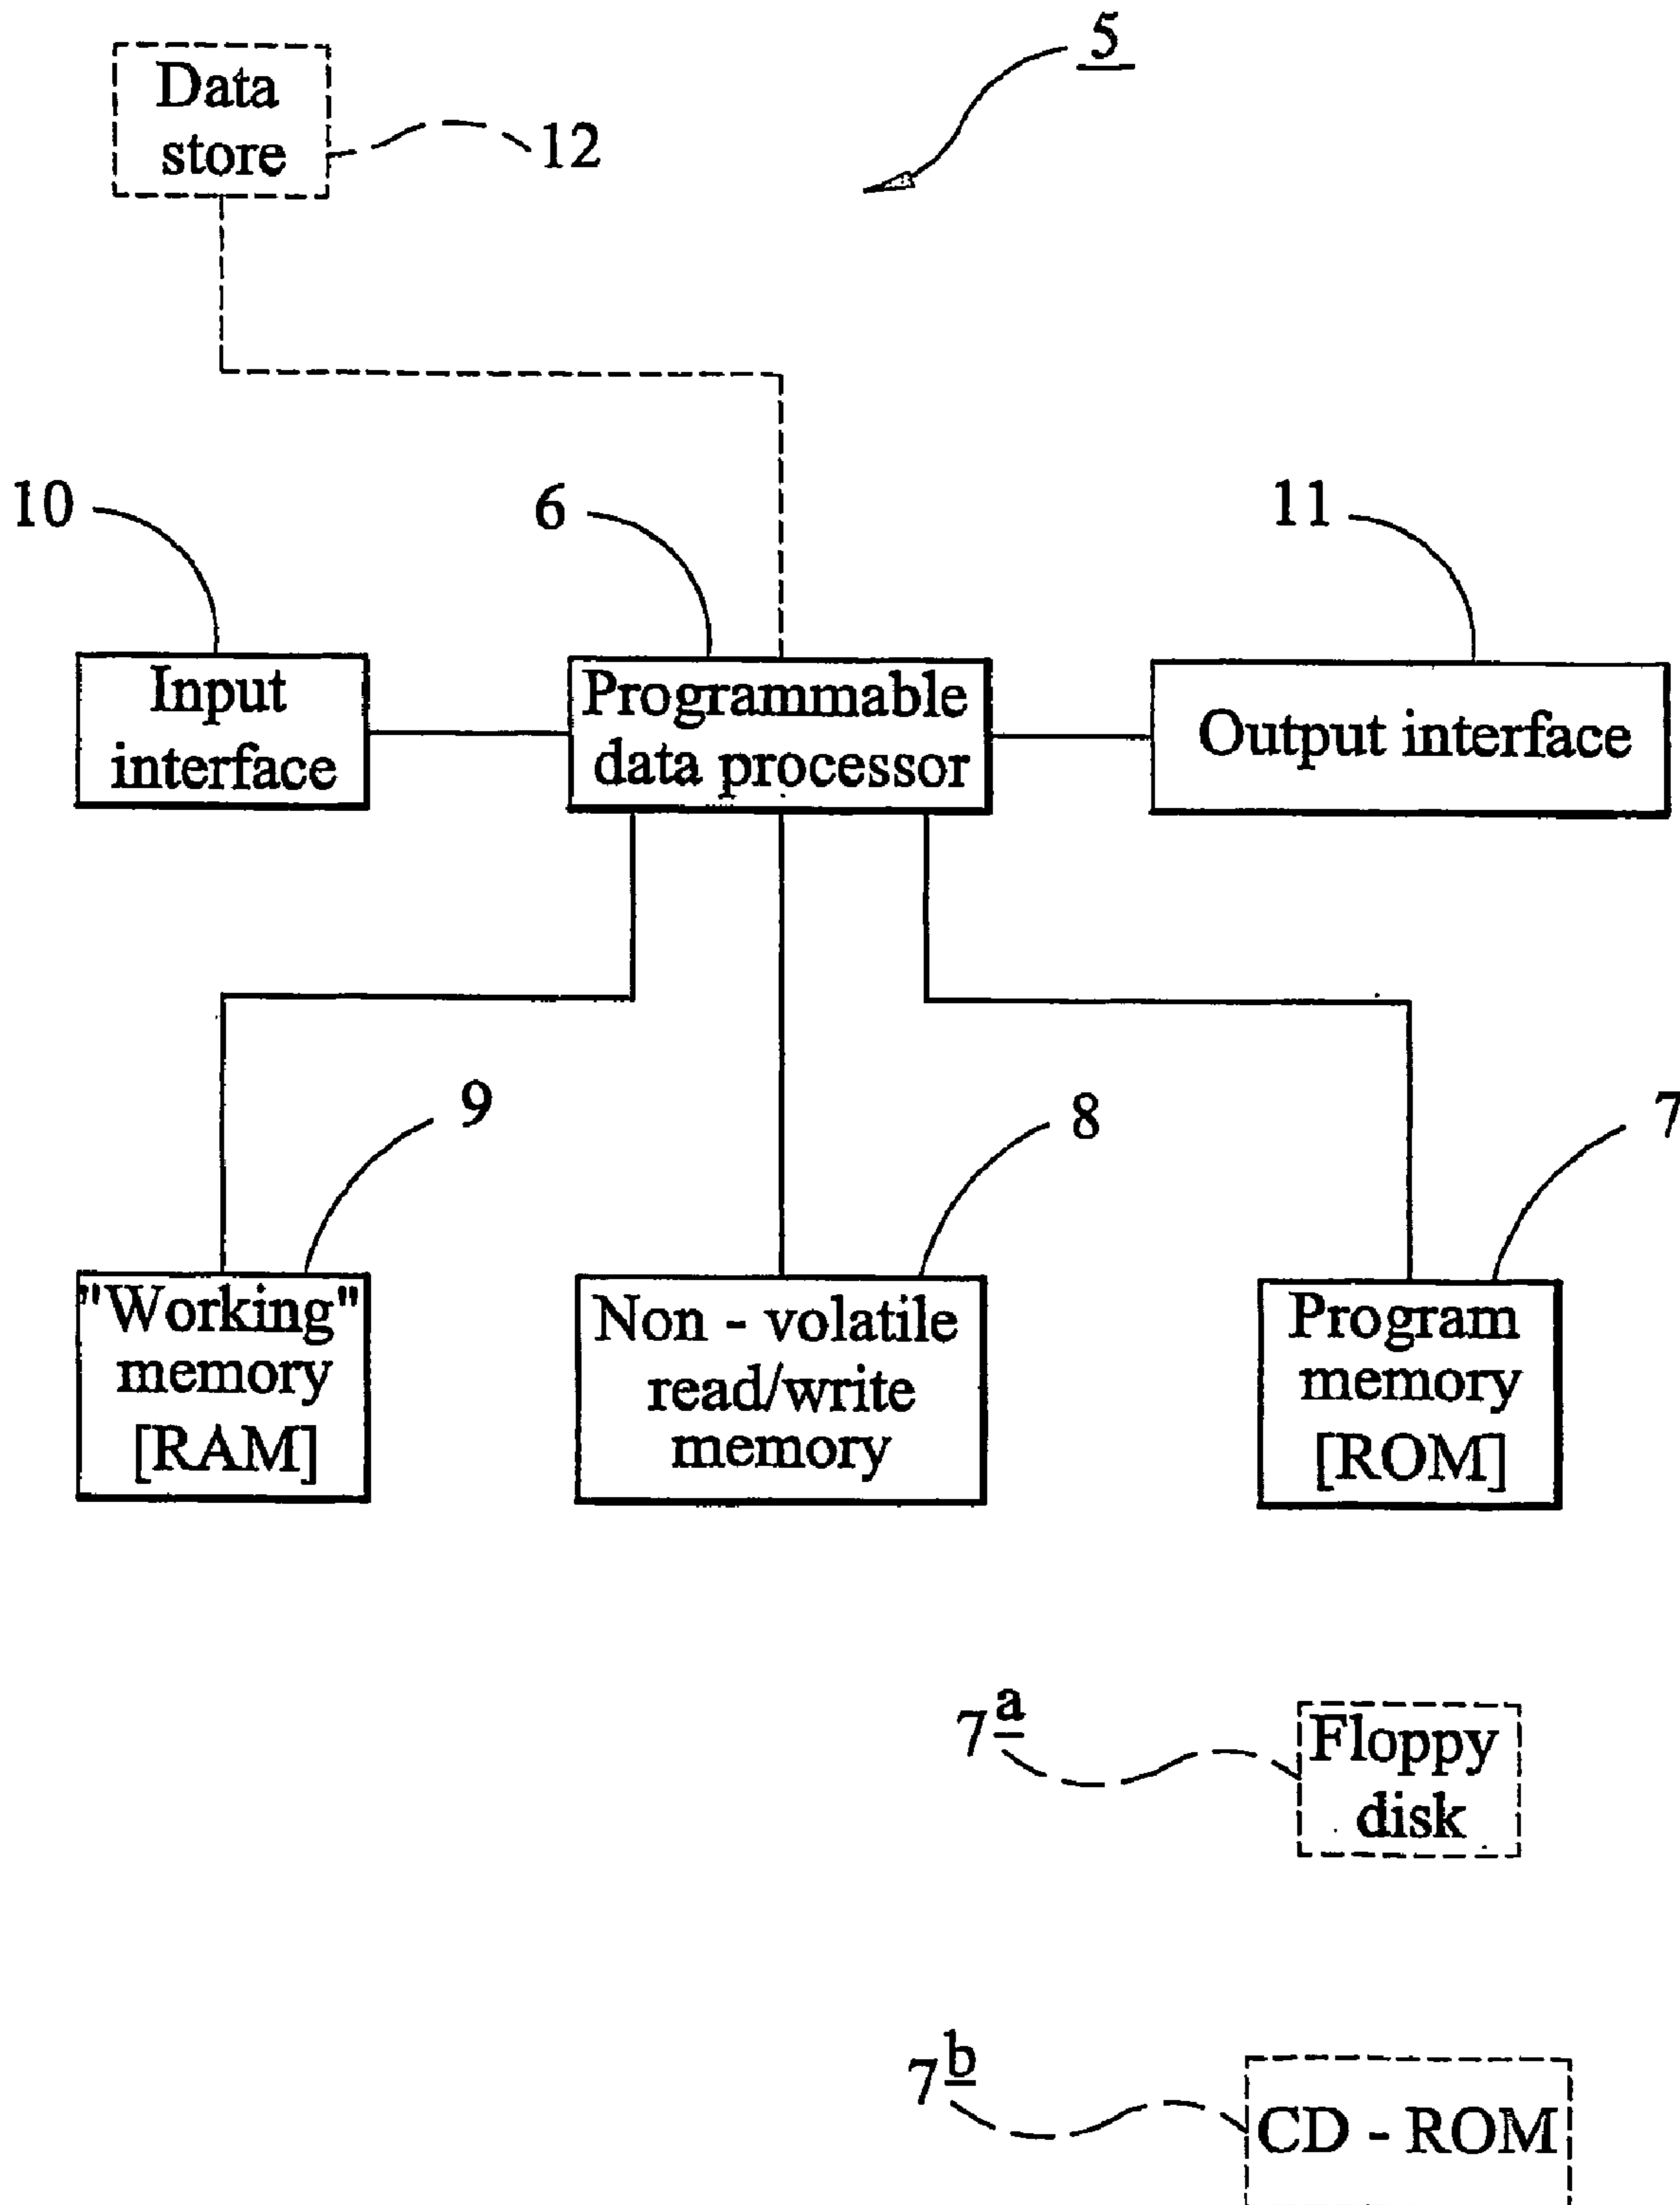 5
Data
store
12
10
6
11
Input
interface
Programmable
data processor
Output interface
9
8
7
"Working"
memory
[RAM]
Non - volatile
read/write
memory
Program
memory
[ROM]
7a
Floppy
disk
7b
CD - ROM